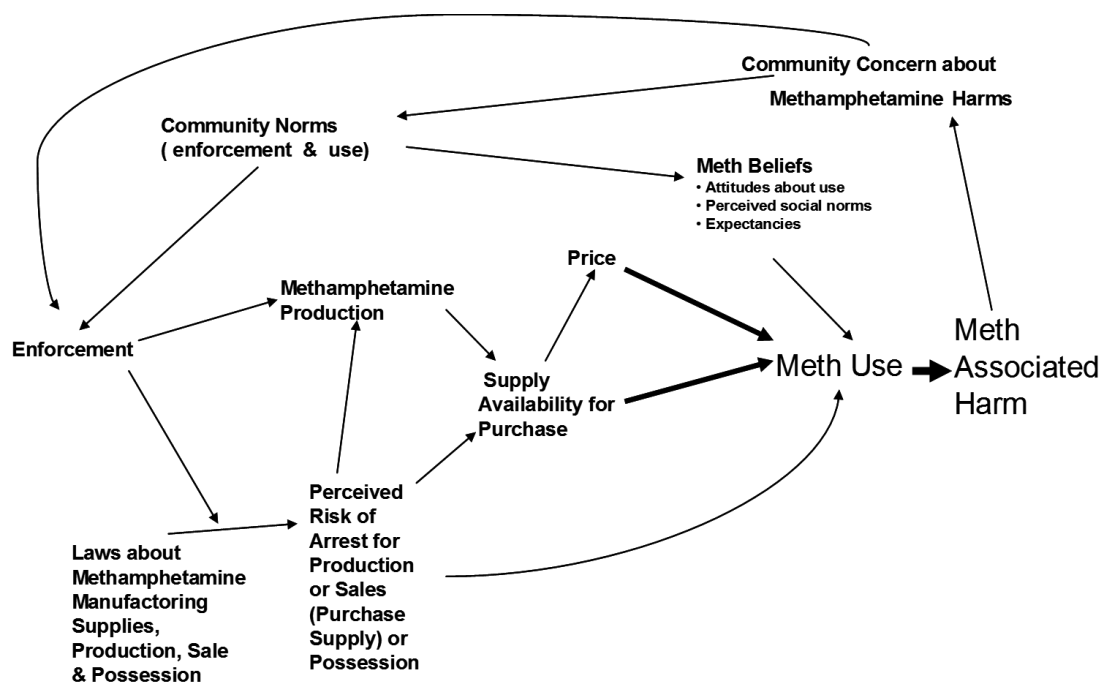 Community Concern about
Methamphetamine Harms
Community Norms
( enforcement & use)
Meth Beliefs
• Attitudes about use
• Perceived social norms
• Expectancies
Price
Methamphetamine
Production
Enforcement
Supply
Availability for
Purchase
Meth Use
Meth
Associated
Harm
Perceived
Risk of
Arrest for
Production
or Sales
(Purchase
Supply) or
Possession
Laws about
Methamphetamine
Manufactoring
Supplies,
Production, Sale
& Possession